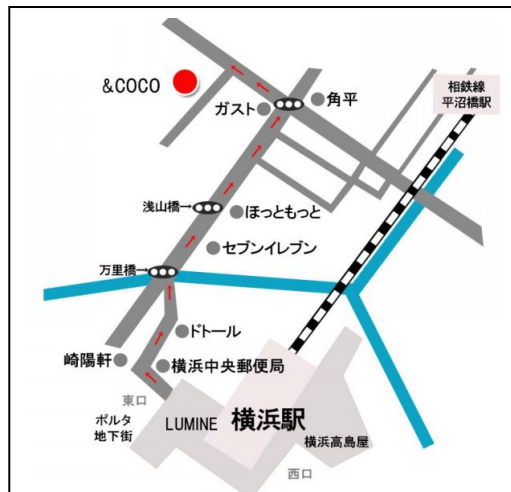 &COCO
ガスト
角平
相鉄線
平沼橋駅
浅山橋→
ほっともっと
セブンイレブン
万里橋→
ドトール
崎陽軒
横浜中央郵便局
東口
ポルタ
地下街
LUMINE
横浜駅
横浜高島屋
西口